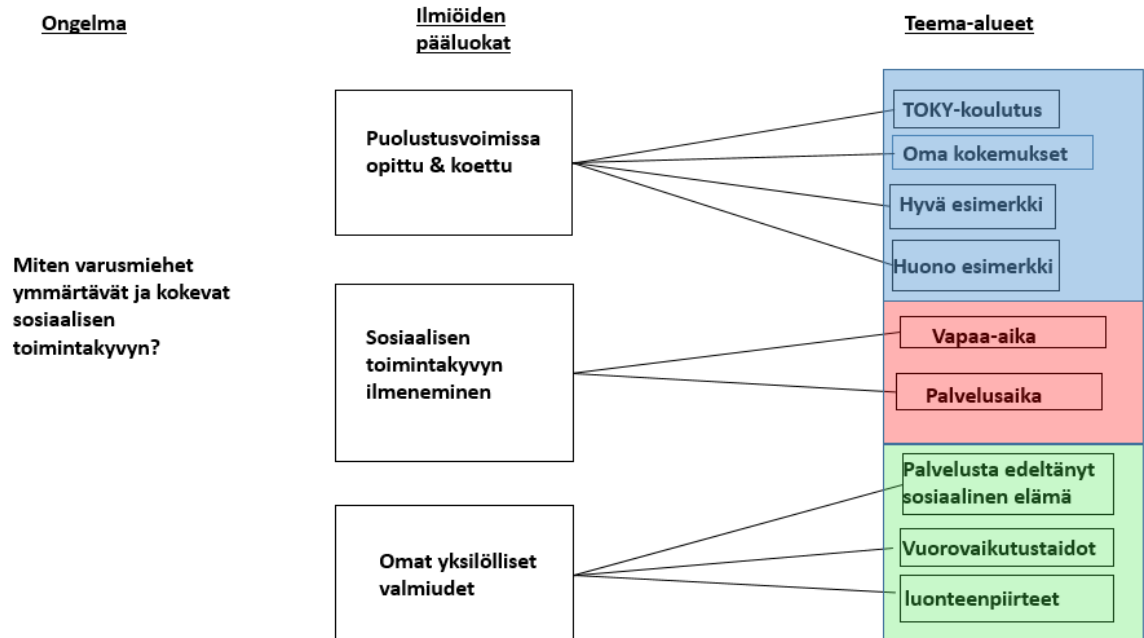 Ongelma
Ilmiöiden
pääluokat
Teema-alueet
Miten varusmiehet
ymmärtävät ja kokevat
sosiaalisen
toimintakyvyn?
Puolustusvoimissa
opittu & koettu
TOKY-koulutus
Oma kokemukset
Hyvä esimerkki
Huono esimerkki
Sosiaalisen
toimintakyvyn
ilmeneminen
Vapaa-aika
Palvelusaika
Omat yksilölliset
valmiudet
Palvelusta edeltänyt
sosiaalinen elämä
Vuorovaikutustaidot
luonteenpiirteet